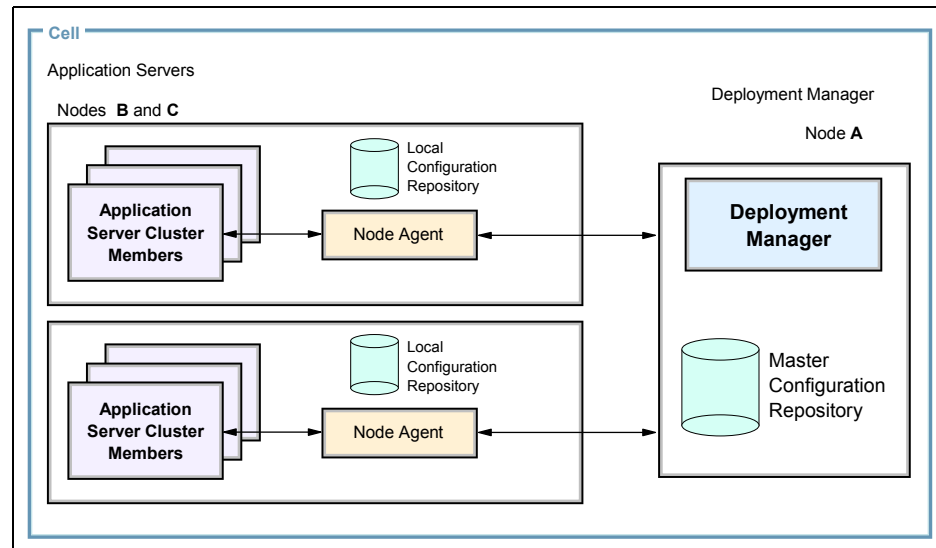 Cell
Application Servers
Nodes B and C
Local
Configuration
Repository
Application
Server Cluster
Members
Node Agent
Local
Configuration
Repository
Application
Server Cluster
Members
Node Agent
Deployment Manager
Node A
Deployment
Manager
Master
Configuration
Repository